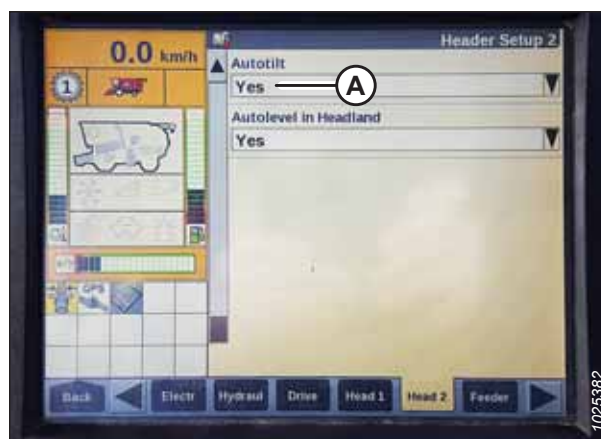 0.0 km/h
Header Setup 2
1
Autotilt
Yes
A
Autolevel in Headland
Yes
GPS
Back
Electr
Hydraul
Drive
Head 1
Head 2
Feeder
1025382